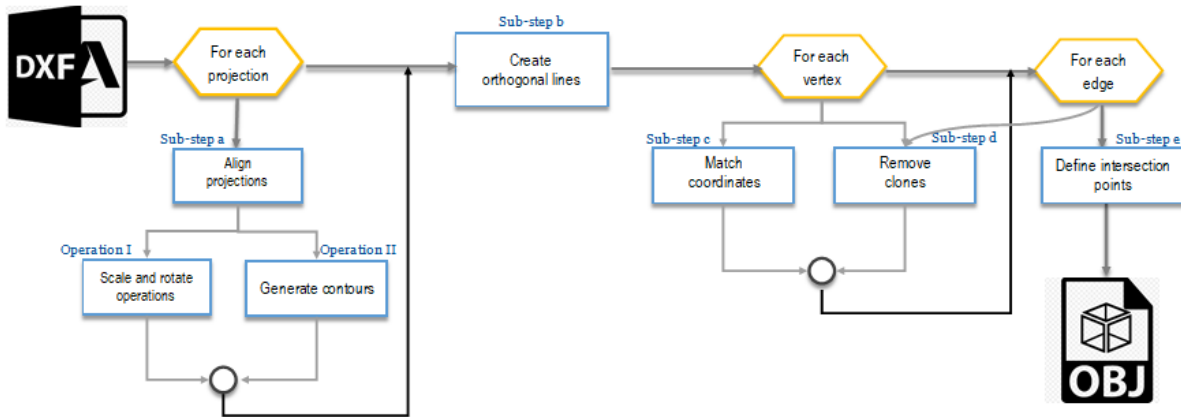 DXF
For each
projection
Sub-step a
Align
projections
Operation I
Scale and rotate
operations
Operation II
Generate contours
Sub-step b
Create
orthogonal lines
For each
vertex
Sub-step c
Match
coordinates
Sub-step d
Remove
clones
For each
edge
Sub-step e
Define intersection
points
OBJ